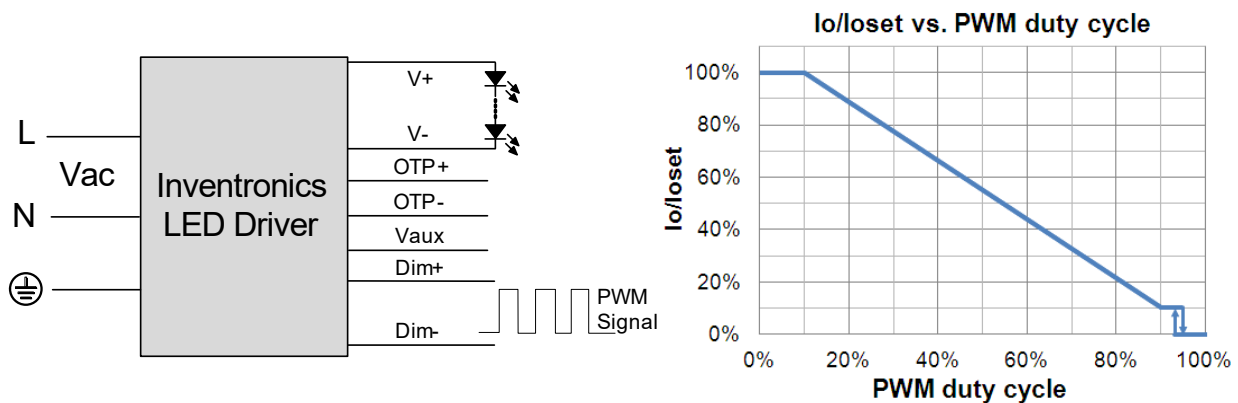 L
Vac
N
Inventronics
LED Driver
V+
V-
OTP+
OTP-
Vaux
Dim+
Dim-
PWM
Signal
Io/Ioset vs. PWM duty cycle
Io/Ioset
100%
80%
60%
40%
20%
0%
0% 20% 40% 60% 80% 100%
PWM duty cycle